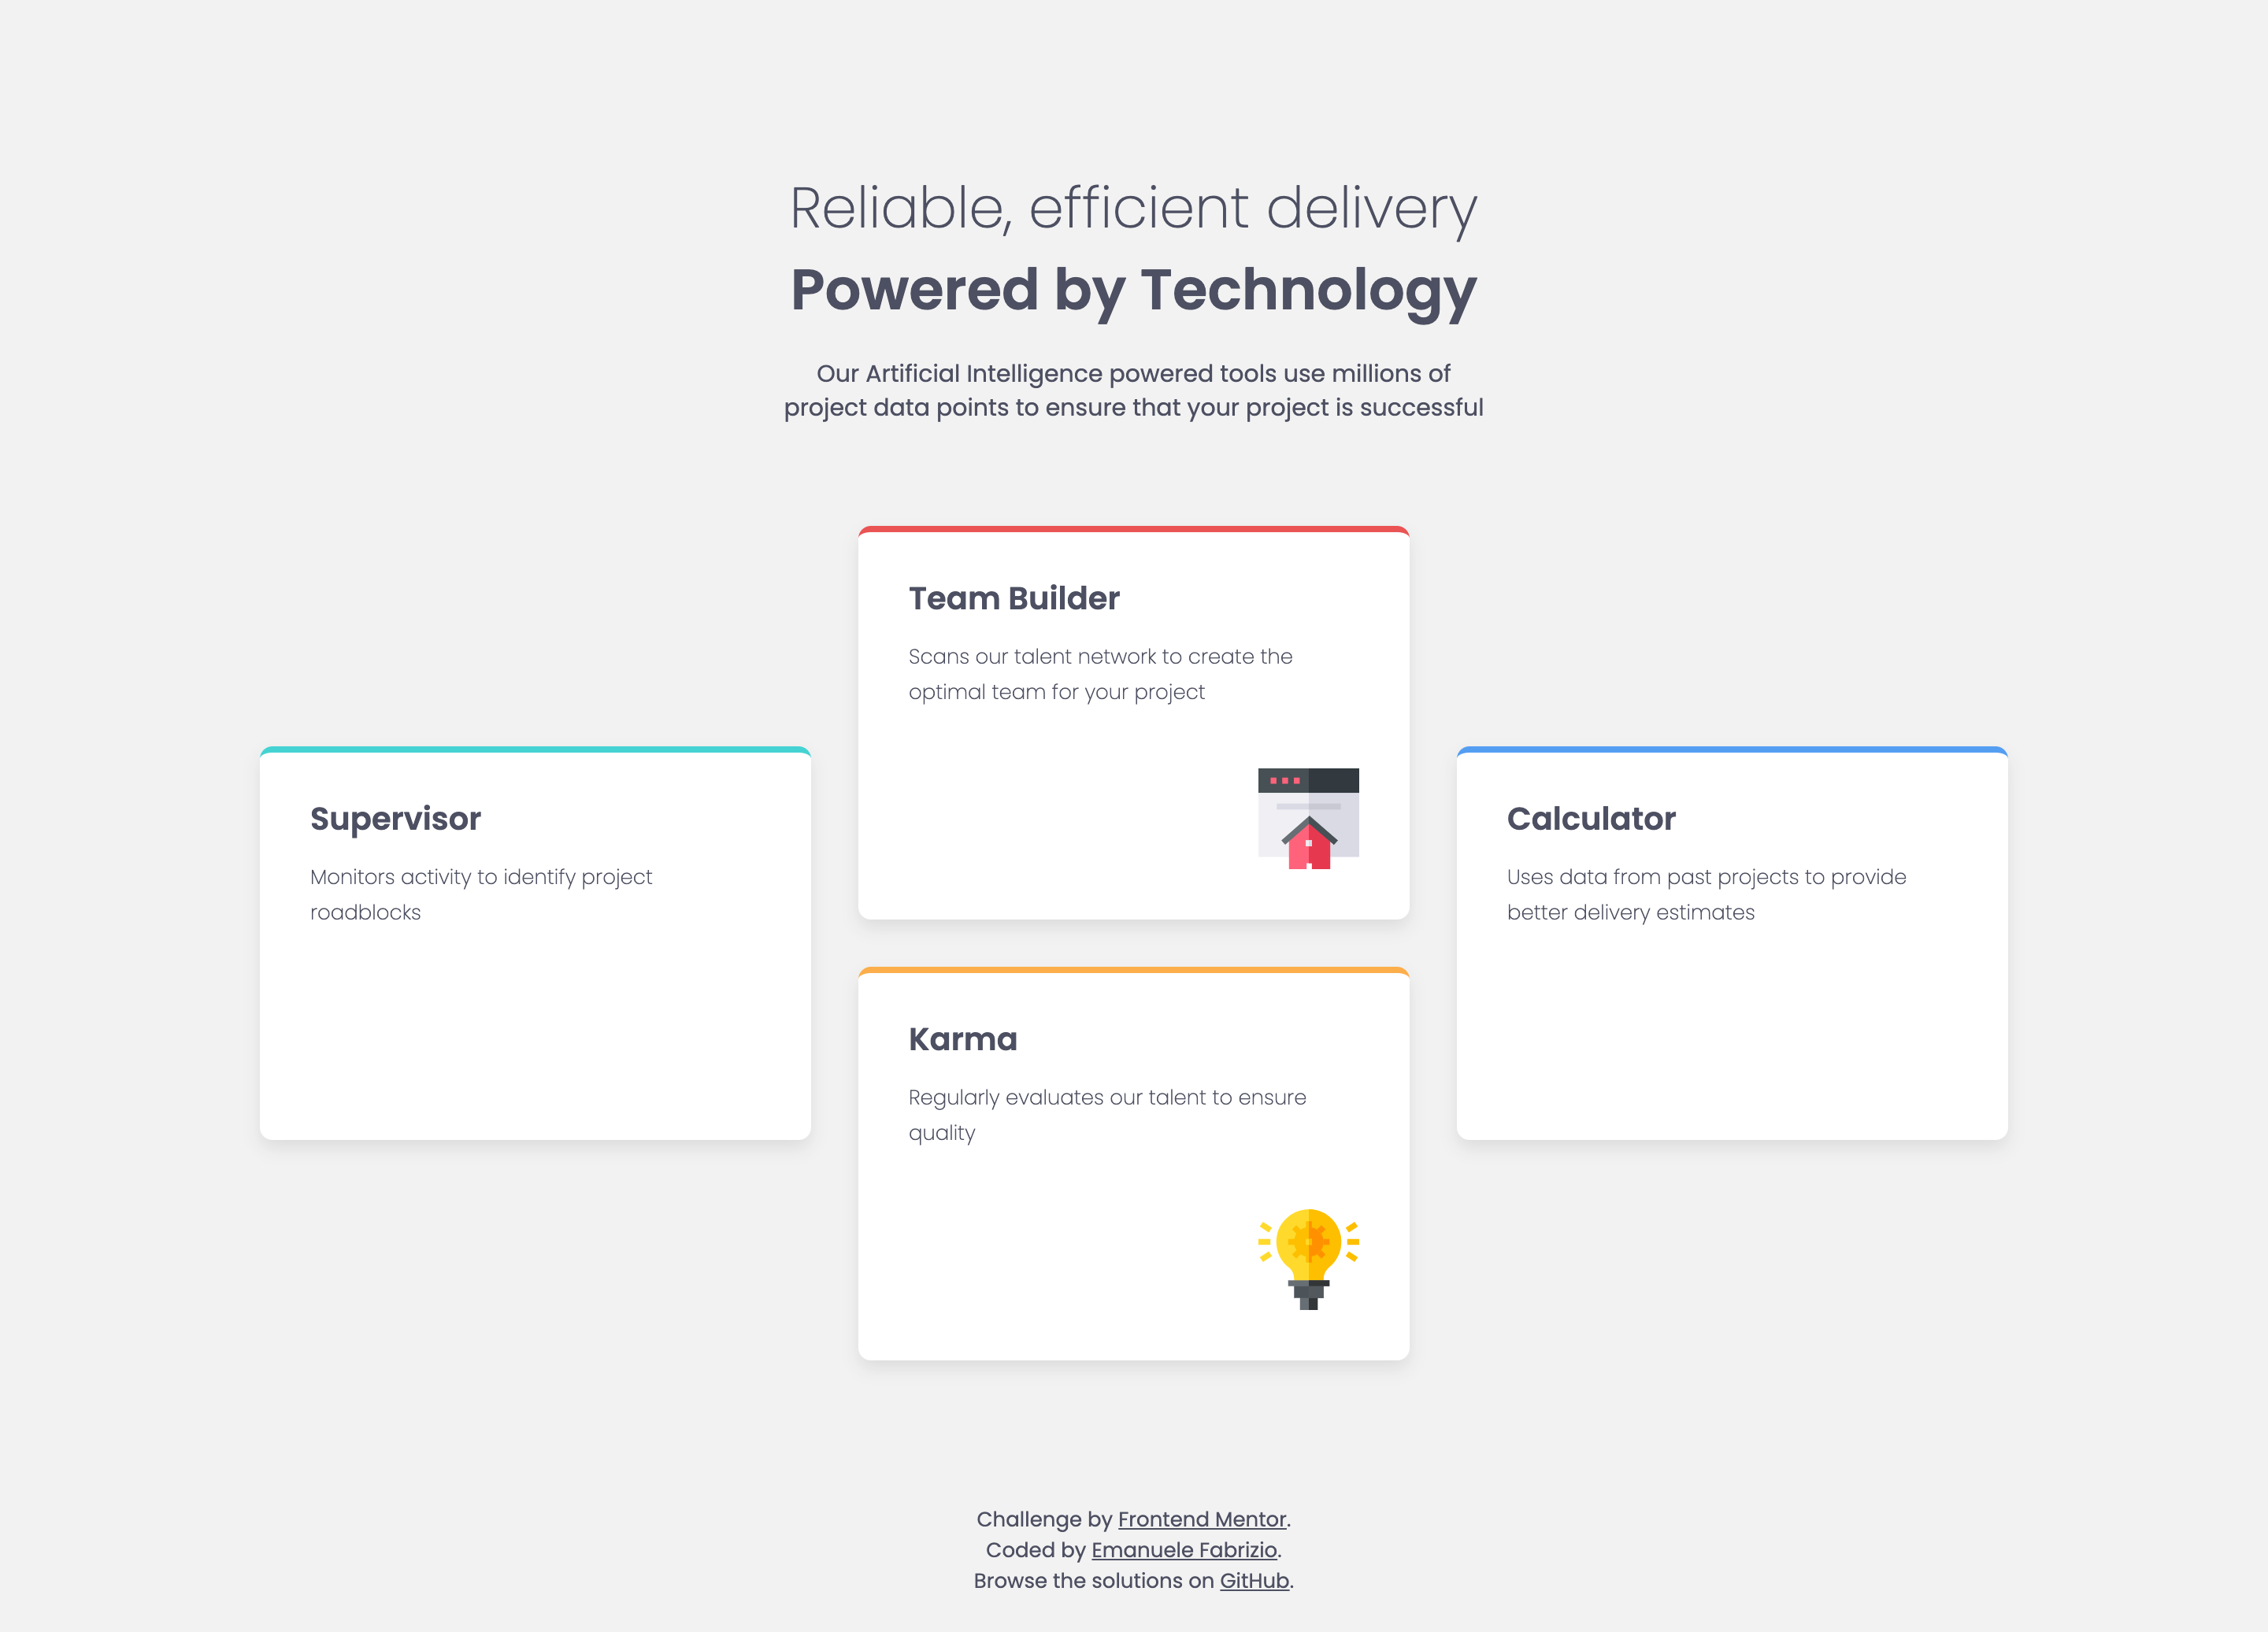 Reliable, efficient delivery
Powered by Technology
Our Artificial Intelligence powered tools use millions of
project data points to ensure that your project is successful
Team Builder
Scans our talent network to create the
optimal team for your project
Supervisor
Monitors activity to identify project
roadblocks
Calculator
Uses data from past projects to provide
better delivery estimates
Karma
Regularly evaluates our talent to ensure
quality
Challenge by Frontend Mentor.
Coded by Emanuele Fabrizio.
Browse the solutions on GitHub.